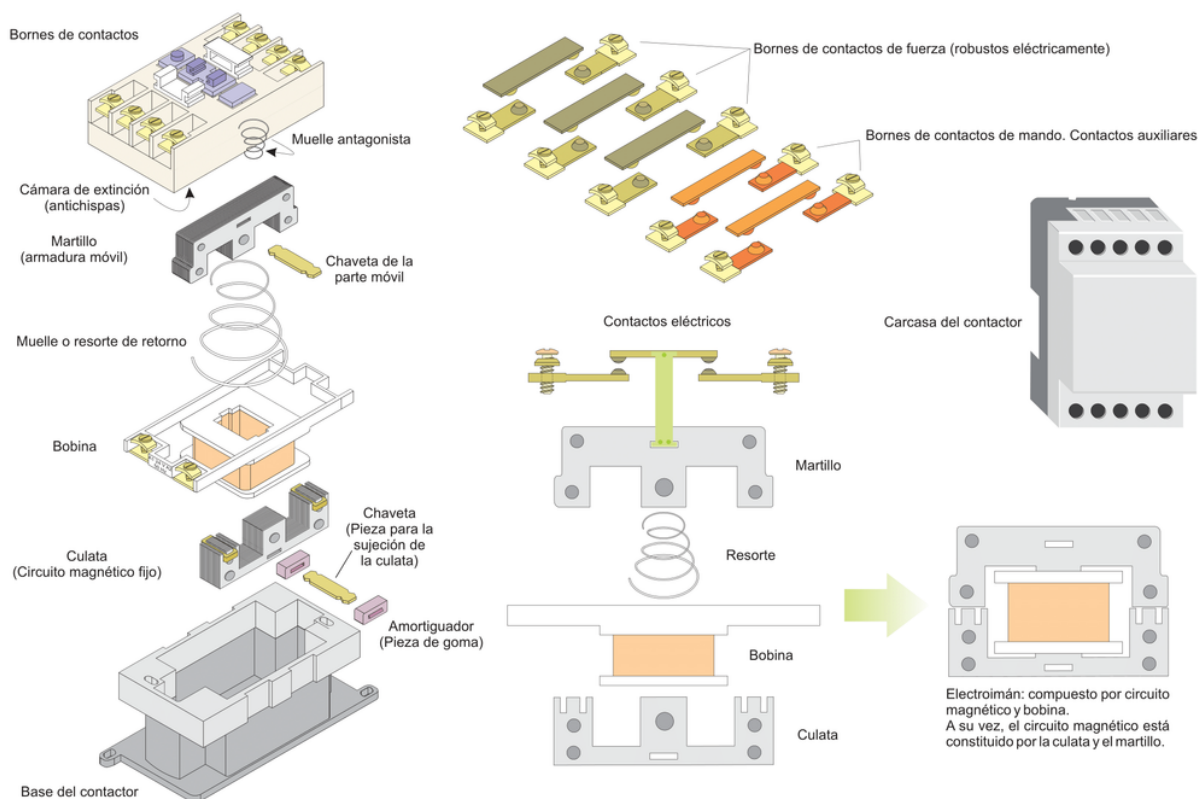 Bornes de contactos
Muelle antagonista
Cámara de extinción
(antichispas)
Martillo
(armadura móvil)
Chaveta de la
parte móvil
Muelle o resorte de retorno
Bobina
Culata
(Circuito magnético fijo)
Chaveta
(Pieza para la
sujeción de
la culata)
Amortiguador
(Pieza de goma)
Base del contactor
Bornes de contactos de fuerza (robustos eléctricamente)
Bornes de contactos de mando. Contactos auxiliares
Contactos eléctricos
Martillo
Resorte
Bobina
Culata
Carcasa del contactor
Electroimán: compuesto por circuito
magnético y bobina.
A su vez, el circuito magnético está
constituido por la culata y el martillo.